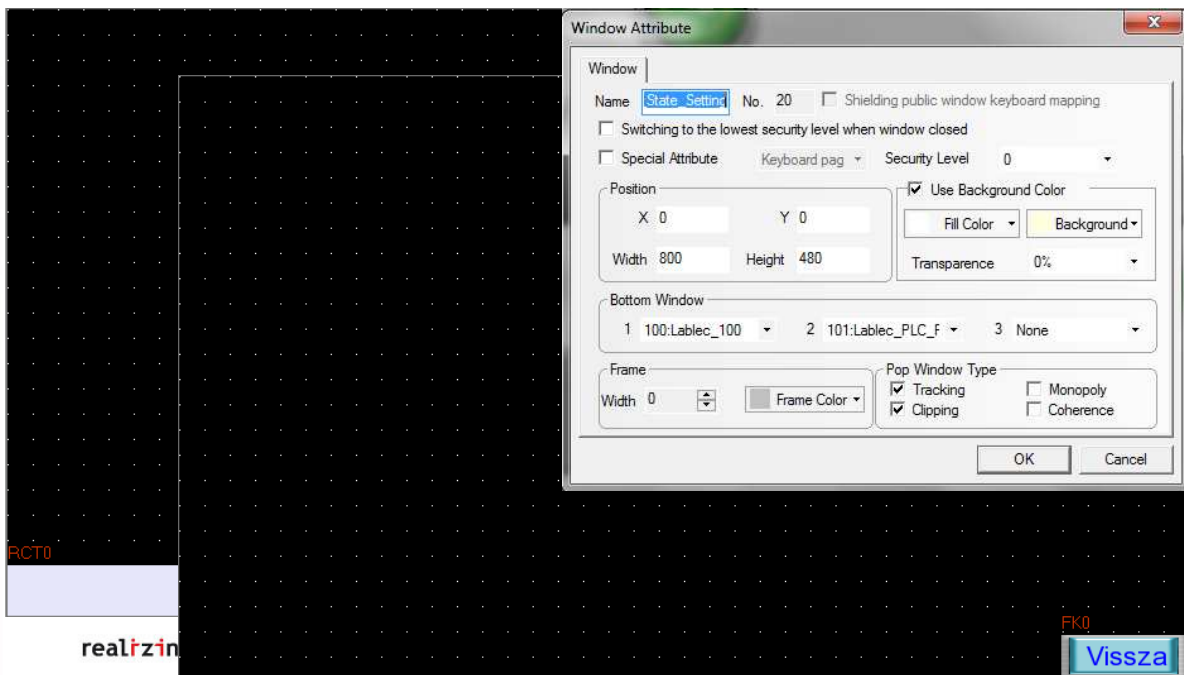 Window Attribute
Window
Name State_Setting No. 20 Shielding public window keyboard mapping
Switching to the lowest security level when window closed
Special Attribute Keyboard pag Security Level 0
Position
X 0 Y 0
Width 800 Height 480
Use Background Color
Fill Color Background
Transparence 0%
Bottom Window
1 100:Lablec_100 2 101:Lablec_PLC_F 3 None
Frame
Width 0 Frame Color
Pop Window Type
Tracking Monopoly
Clipping Coherence
OK Cancel
RCT0
FK0
realizin
Vissza